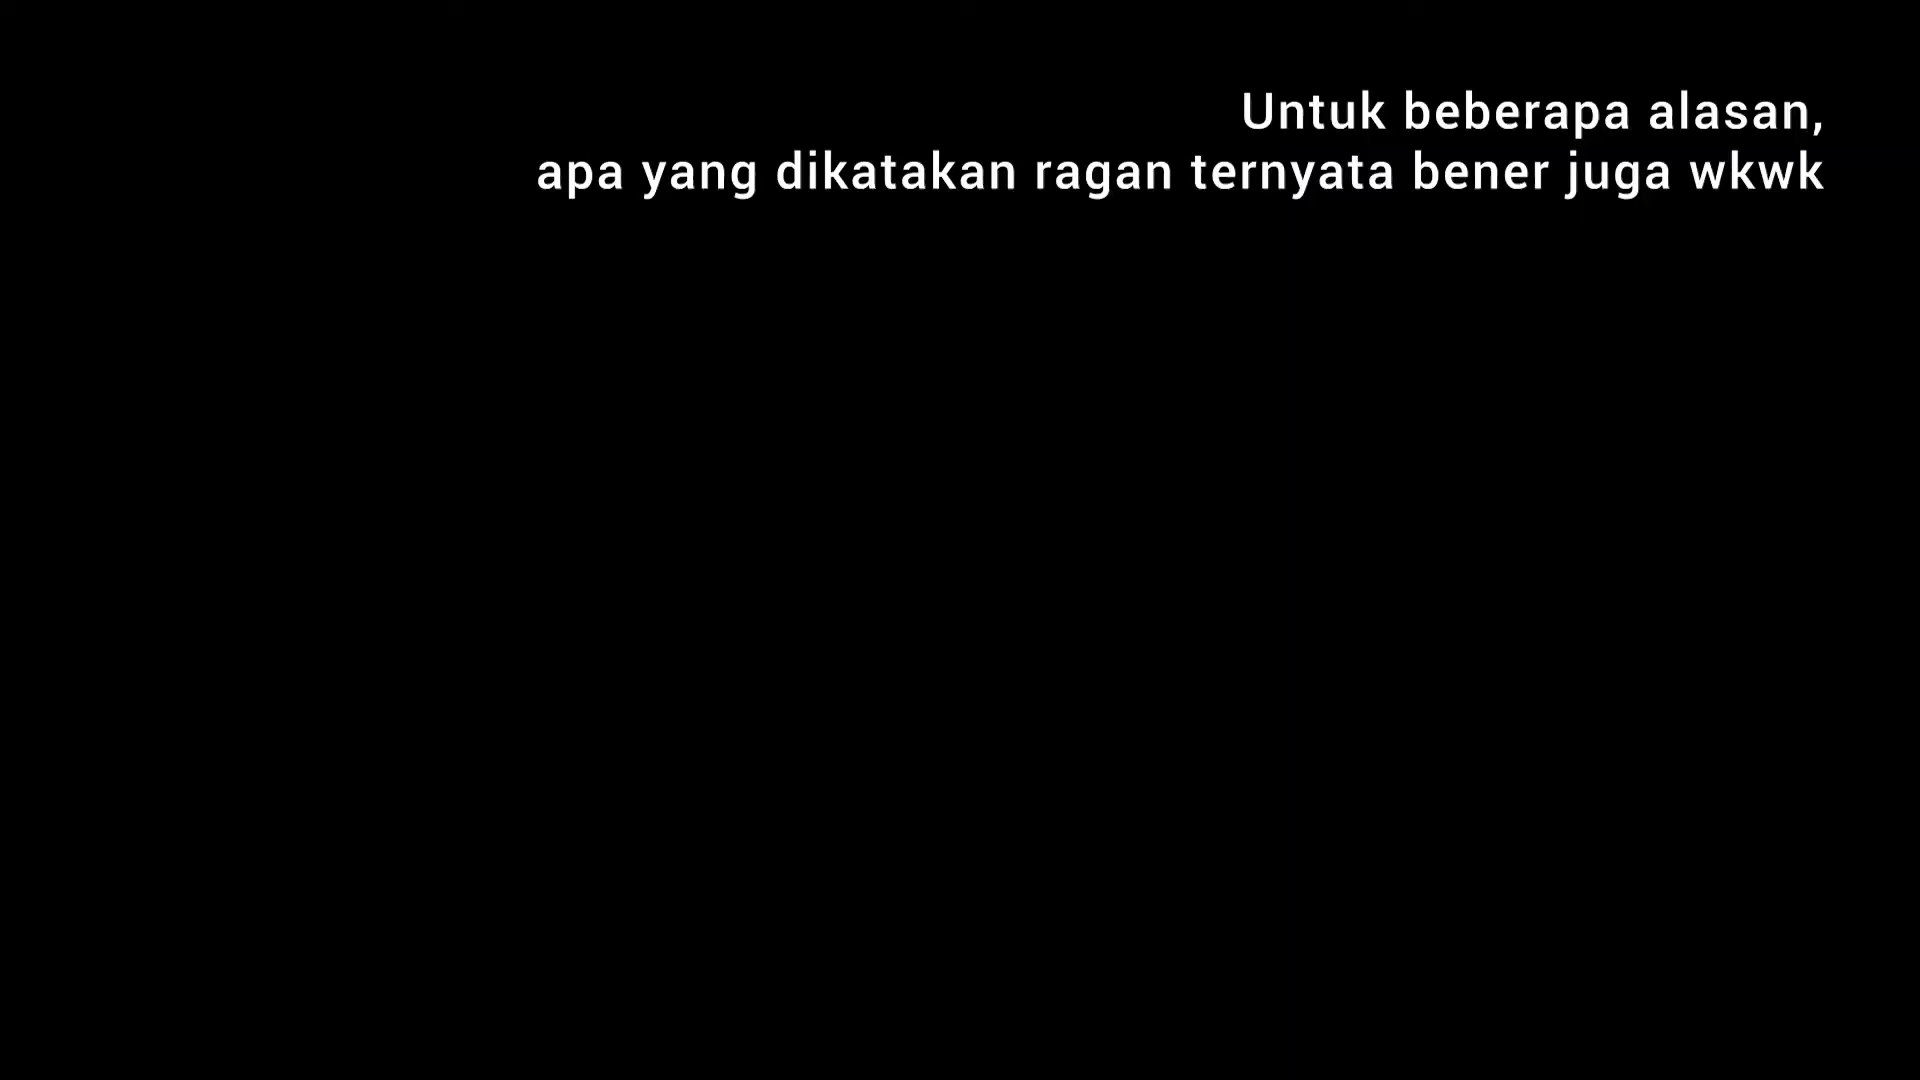 Untuk beberapa alasan,
apa yang dikatakan ragan ternyata bener juga wkwk